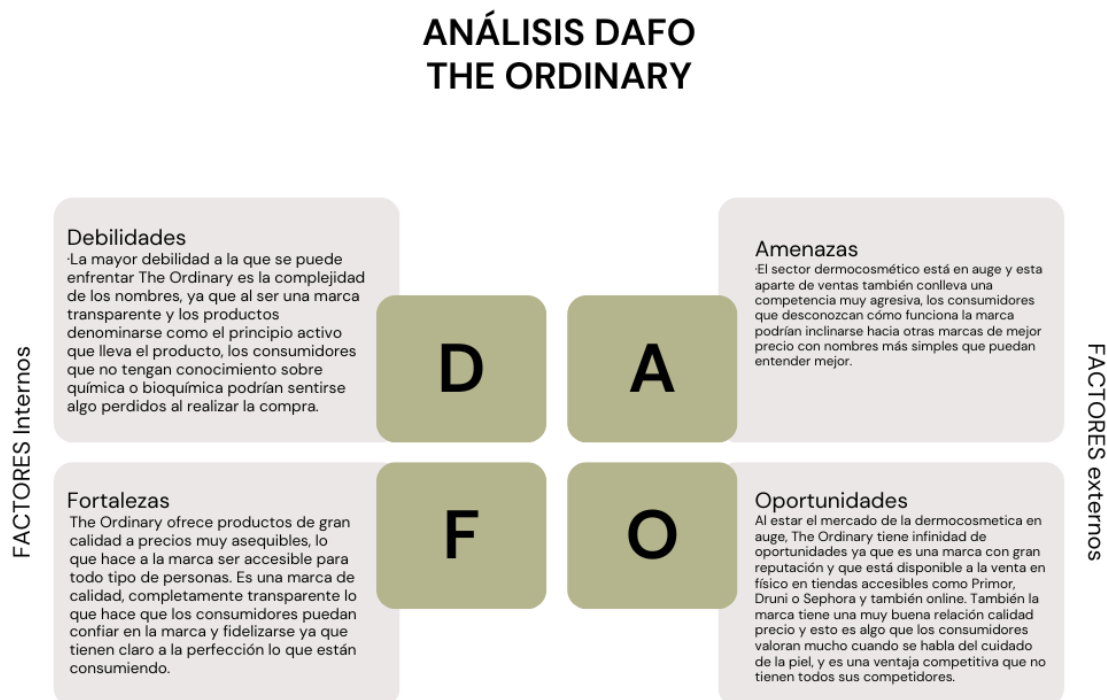 ANÁLISIS DAFO
THE ORDINARY
FACTORES Internos
Debilidades
·La mayor debilidad a la que se puede
enfrentar The Ordinary es la complejidad
de los nombres, ya que al ser una marca
transparente y los productos
denominarse como el principio activo
que lleva el producto, los consumidores
que no tengan conocimiento sobre
química o bioquímica podrían sentirse
algo perdidos al realizar la compra.
D
A
Amenazas
·El sector dermocosmético está en auge y esta
aparte de ventas también conlleva una
competencia muy agresiva, los consumidores
que desconozcan cómo funciona la marca
podrían inclinarse hacia otras marcas de mejor
precio con nombres más simples que puedan
entender mejor.
Fortalezas
The Ordinary ofrece productos de gran
calidad a precios muy asequibles, lo
que hace a la marca ser accesible para
todo tipo de personas. Es una marca de
calidad, completamente transparente lo
que hace que los consumidores puedan
confiar en la marca y fidelizarse ya que
tienen claro a la perfección lo que están
consumiendo.
F
O
Oportunidades
Al estar el mercado de la dermocosmetica en
auge, The Ordinary tiene infinidad de
oportunidades ya que es una marca con gran
reputación y que está disponible a la venta en
físico en tiendas accesibles como Primor,
Druni o Sephora y también online. También la
marca tiene una muy buena relación calidad
precio y esto es algo que los consumidores
valoran mucho cuando se habla del cuidado
de la piel, y es una ventaja competitiva que no
tienen todos sus competidores.
FACTORES externos